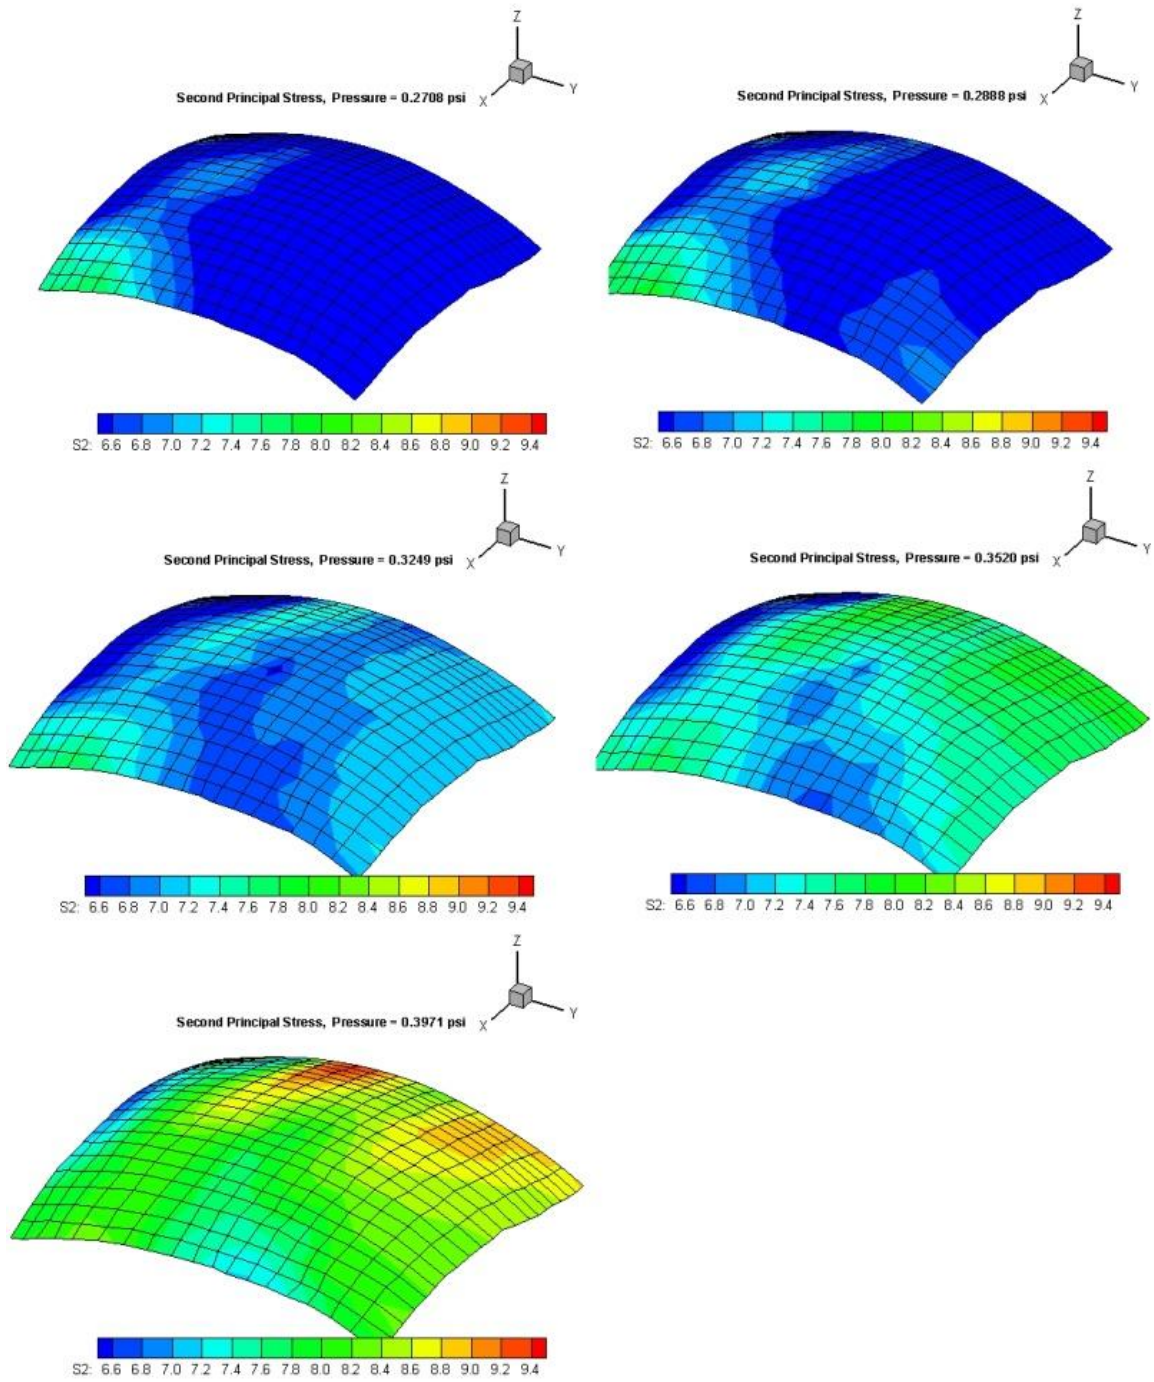 Z
Second Principal Stress, Pressure = 0.2708 psi
X
Y
S2: 6.6 6.8 7.0 7.2 7.4 7.6 7.8 8.0 8.2 8.4 8.6 8.8 9.0 9.2 9.4
Z
Second Principal Stress, Pressure = 0.2888 psi
X
Y
S2: 6.6 6.8 7.0 7.2 7.4 7.6 7.8 8.0 8.2 8.4 8.6 8.8 9.0 9.2 9.4
Z
Second Principal Stress, Pressure = 0.3249 psi
X
Y
S2: 6.6 6.8 7.0 7.2 7.4 7.6 7.8 8.0 8.2 8.4 8.6 8.8 9.0 9.2 9.4
Z
Second Principal Stress, Pressure = 0.3520 psi
X
Y
S2: 6.6 6.8 7.0 7.2 7.4 7.6 7.8 8.0 8.2 8.4 8.6 8.8 9.0 9.2 9.4
Z
Second Principal Stress, Pressure = 0.3971 psi
X
Y
S2: 6.6 6.8 7.0 7.2 7.4 7.6 7.8 8.0 8.2 8.4 8.6 8.8 9.0 9.2 9.4